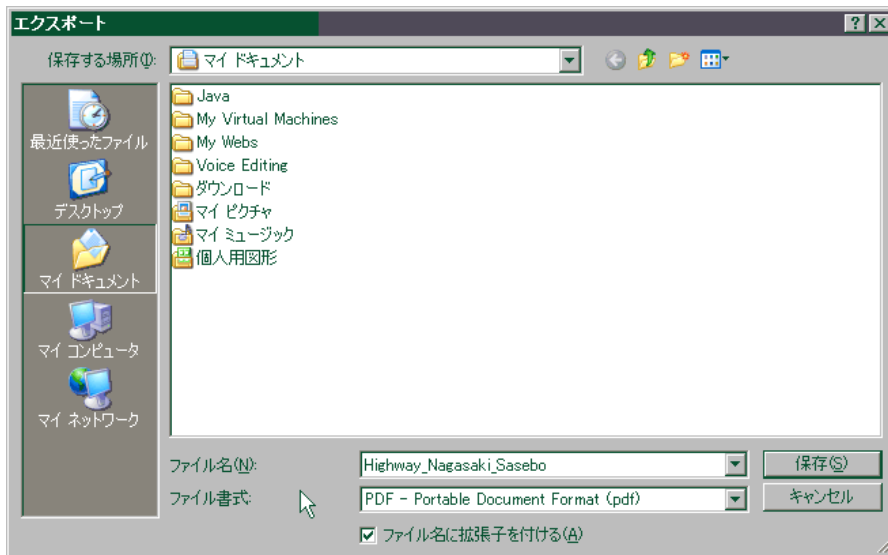 エクスポート
保存する場所(I):
マイ ドキュメント
最近使ったファイル
デスクトップ
マイ ドキュメント
マイ コンピュータ
マイ ネットワーク
Java
My Virtual Machines
My Webs
Voice Editing
ダウンロード
マイ ピクチャ
マイ ミュージック
個人用図形
ファイル名(N):
Highway_Nagasaki_Sasebo
保存(S)
ファイル書式:
PDF - Portable Document Format (pdf)
キャンセル
ファイル名に拡張子を付ける(A)